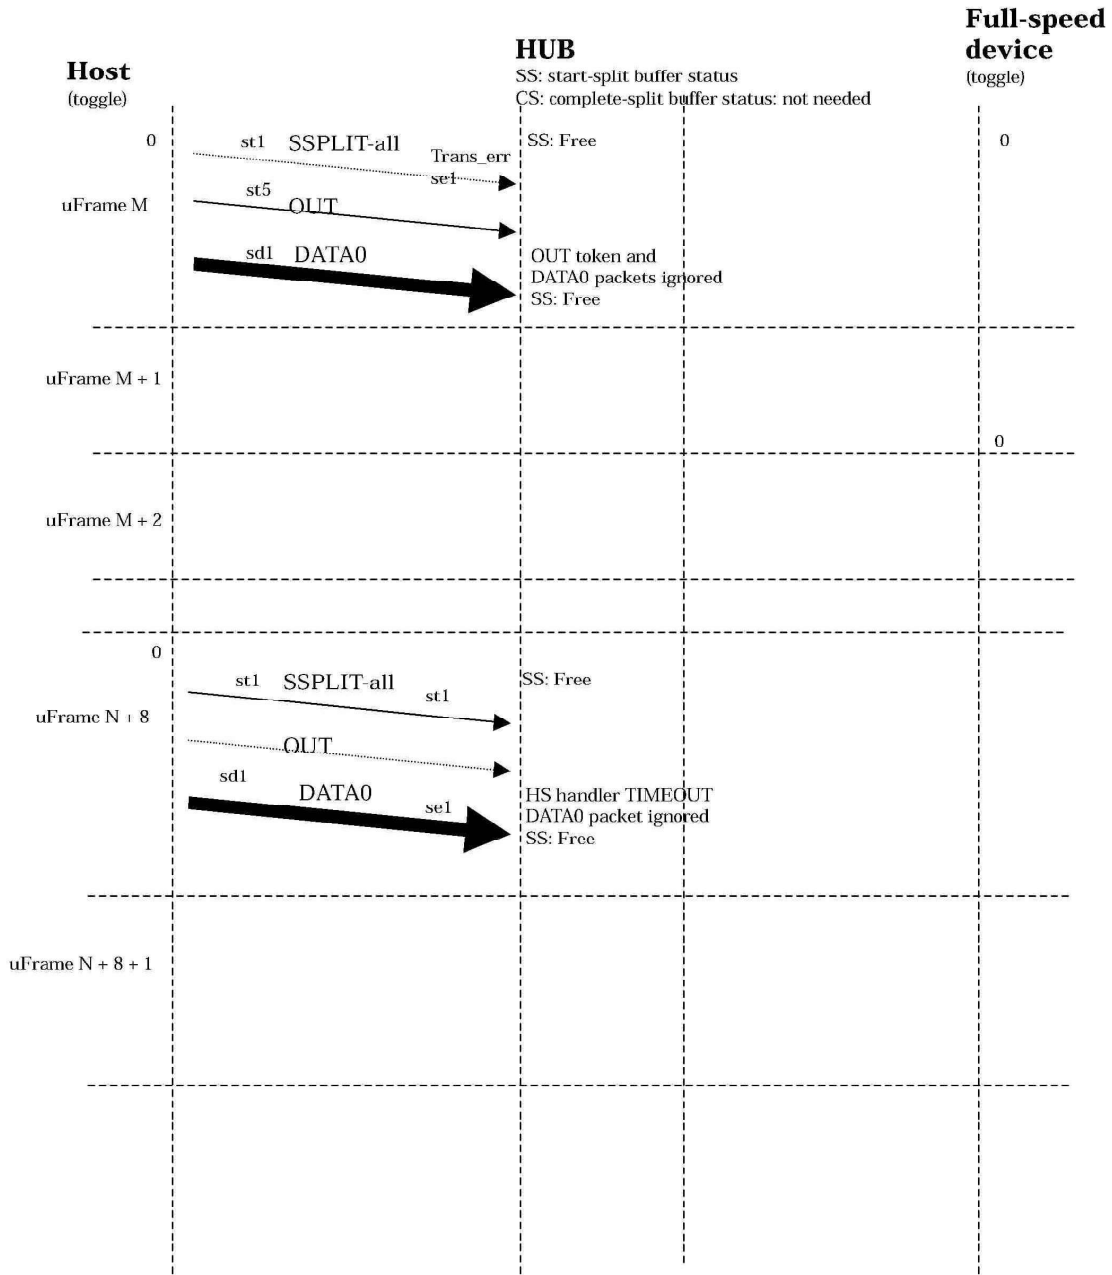 Full-speed
device
(toggle)
HUB
SS: start-split buffer status
CS: complete-split buffer status: not needed
Host
(toggle)
0
st1
SSPLIT-all
Trans_err
se1
SS: Free
0
uFrame M
st5
OUT
sd1
DATA0
OUT token and
DATA0 packets ignored
SS: Free
uFrame M + 1
0
uFrame M + 2
0
st1
SSPLIT-all
st1
SS: Free
uFrame N + 8
OUT
sd1
DATA0
se1
HS handler TIMEOUT
DATA0 packet ignored
SS: Free
uFrame N + 8 + 1